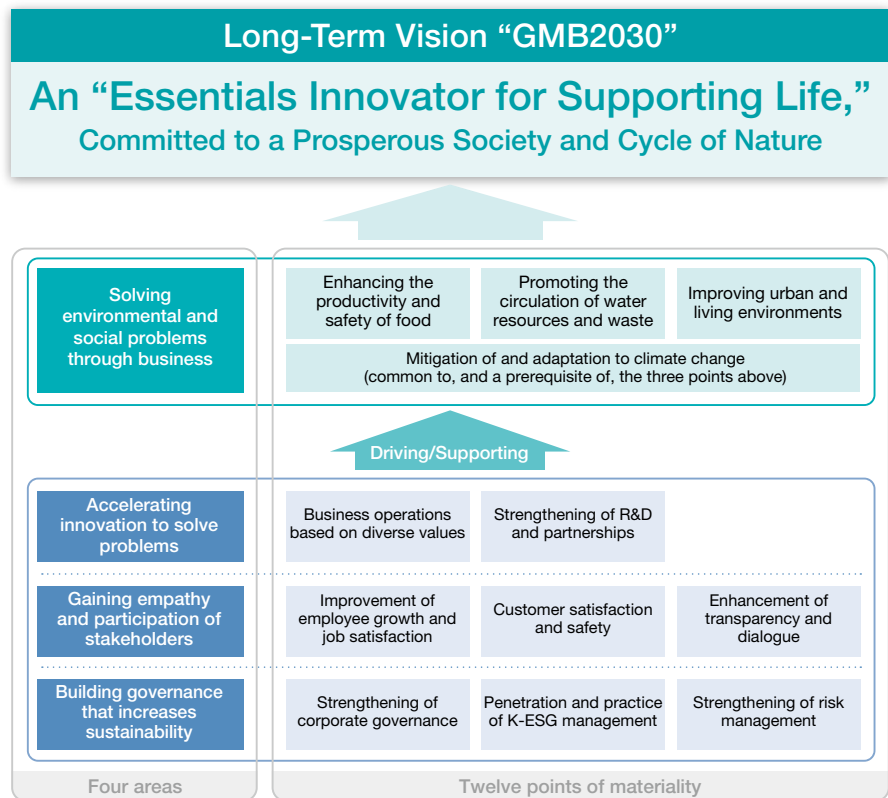 Long-Term Vision “GMB2030”
An “Essentials Innovator for Supporting Life,”
Committed to a Prosperous Society and Cycle of Nature
Solving
environmental and
social problems
through business
Enhancing the
productivity and
safety of food
Promoting the
circulation of water
resources and waste
Improving urban and
living environments
Mitigation of and adaptation to climate change
(common to, and a prerequisite of, the three points above)
Driving/Supporting
Accelerating
innovation to solve
problems
Business operations
based on diverse values
Strengthening of R&D
and partnerships
Gaining empathy
and participation of
stakeholders
Improvement of
employee growth and
job satisfaction
Customer satisfaction
and safety
Enhancement of
transparency and
dialogue
Building governance
that increases
sustainability
Strengthening of
corporate governance
Penetration and practice
of K-ESG management
Strengthening of risk
management
Four areas
Twelve points of materiality